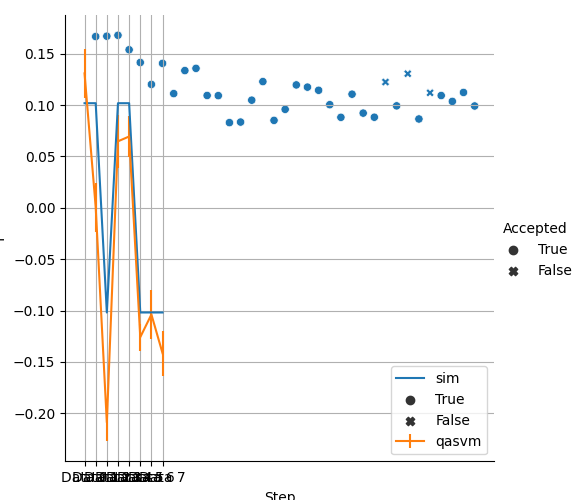 0.15
0.10
0.05
0.00
−0.05
−0.10
−0.15
−0.20
Accepted
True
False
sim
True
False
qasvm
7
Step